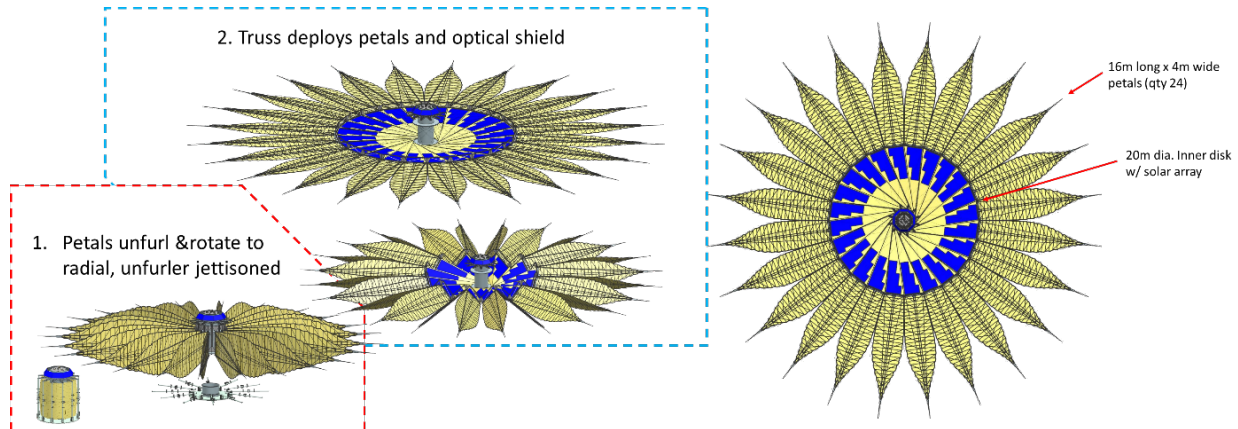 2. Truss deploys petals and optical shield
1. Petals unfurl &rotate to
radial, unfurler jettisoned
16m long x 4m wide
petals (qty 24)
20m dia. Inner disk
w/ solar array